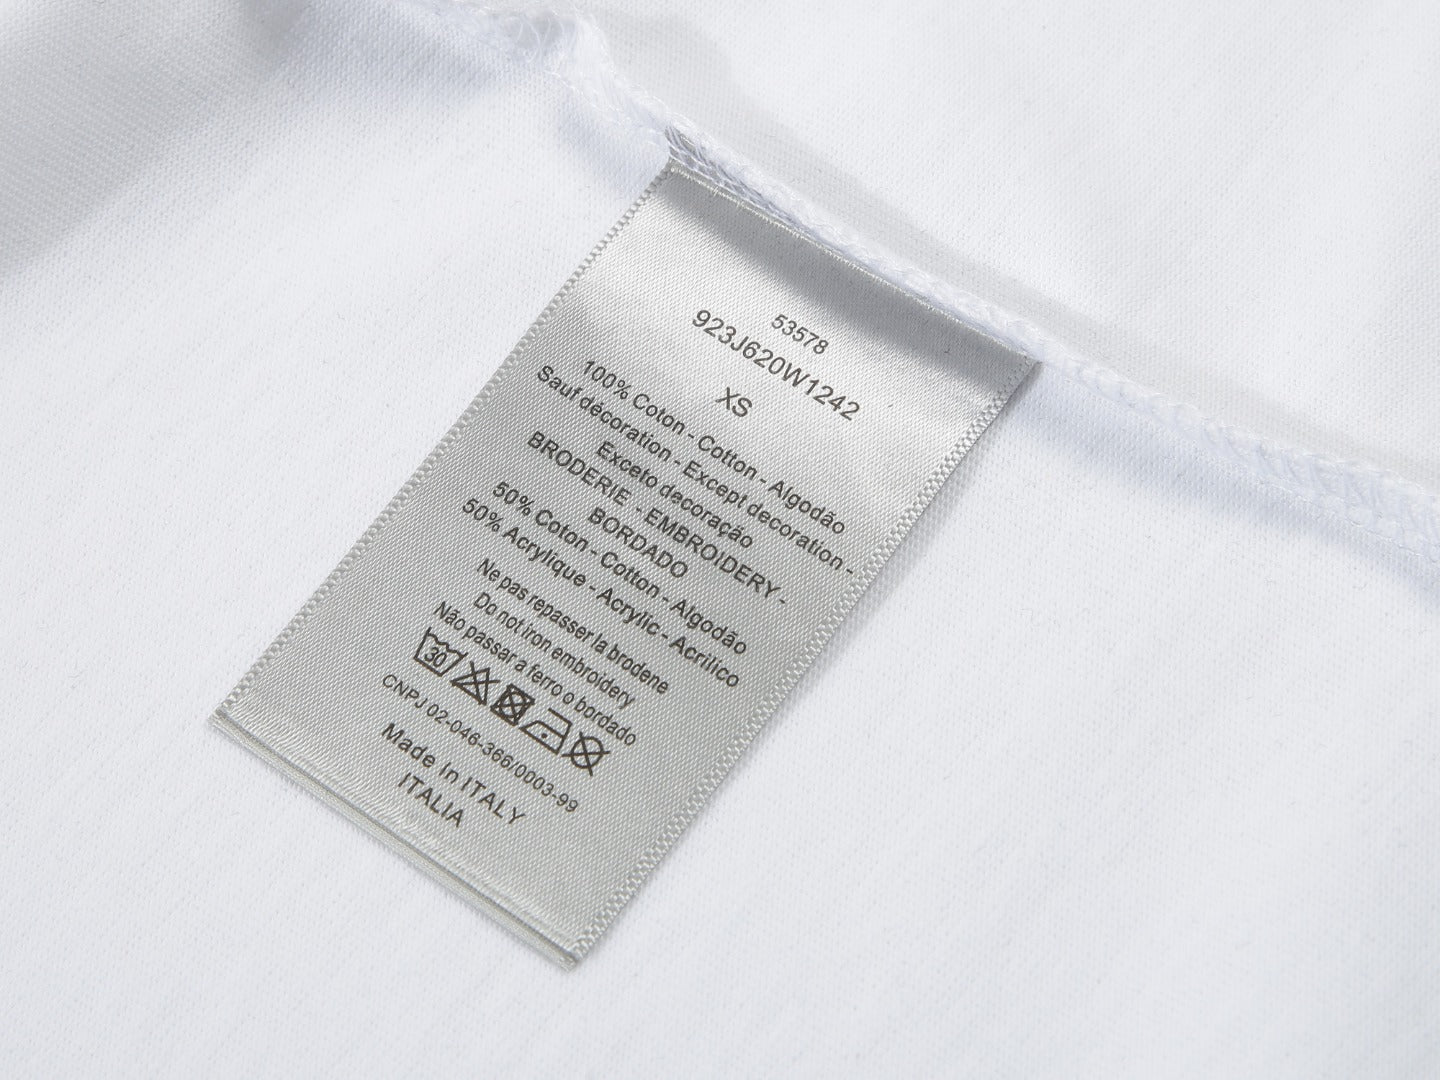 53578
923J620W1242
XS
100% Coton - Cotton - Algodão
Sauf décoration - Except decoration -
Exceto decoração
BRODERIE - EMBROIDERY -
BORDADO
50% Coton - Cotton - Algodão
50% Acrylique - Acrylic - Acrílico
Ne pas repasser la brodene
Do not iron embroidery
Não passar a ferro o bordado
30
CNPJ 02-046-366/0003-99
Made in ITALY
ITALIA